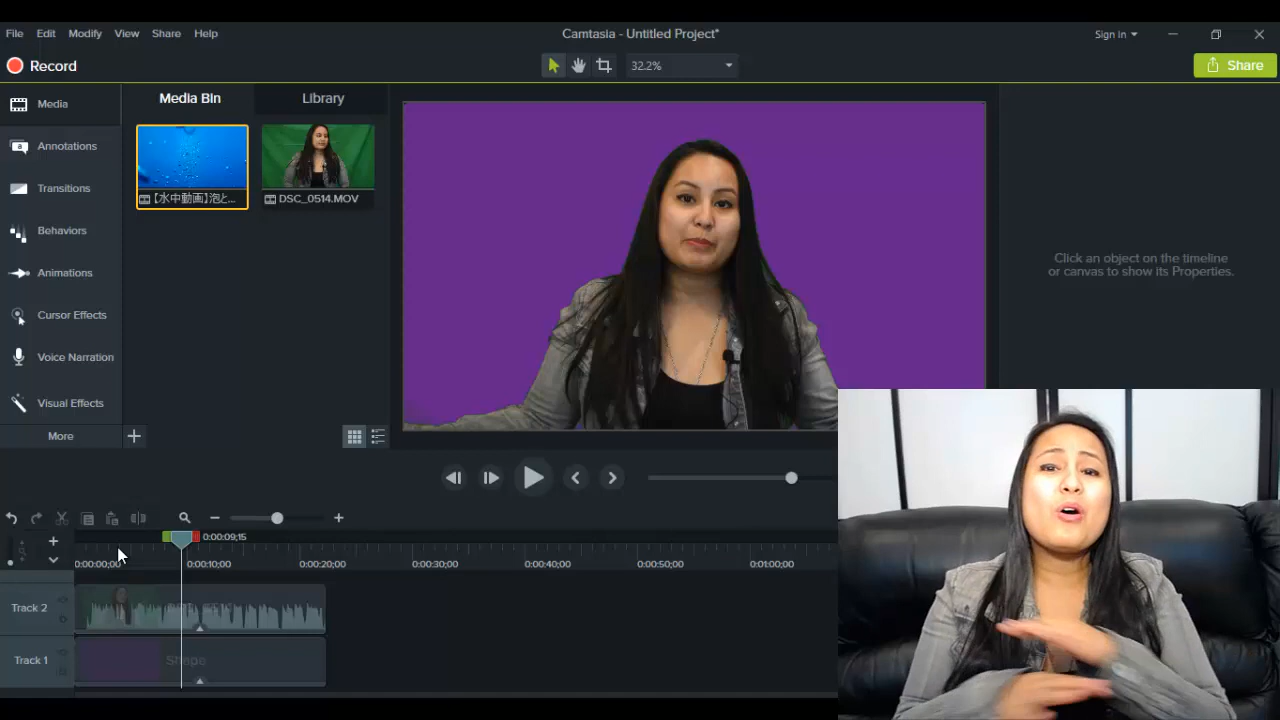 File Edit Modify View Share Help
Camtasia - Untitled Project*
Sign in
Record
32.2%
Share
Media
Annotations
Transitions
Behaviors
Animations
Cursor Effects
Voice Narration
Visual Effects
More
Media Bin
Library
【水中動画】泡と...
DSC_0514.MOV
Click an object on the timeline
or canvas to show its Properties.
0:00:09;15
0:00:00;00
0:00:10;00
0:00:20;00
0:00:30;00
0:00:40;00
0:00:50;00
0:01:00;00
Track 2
Track 1
Shape